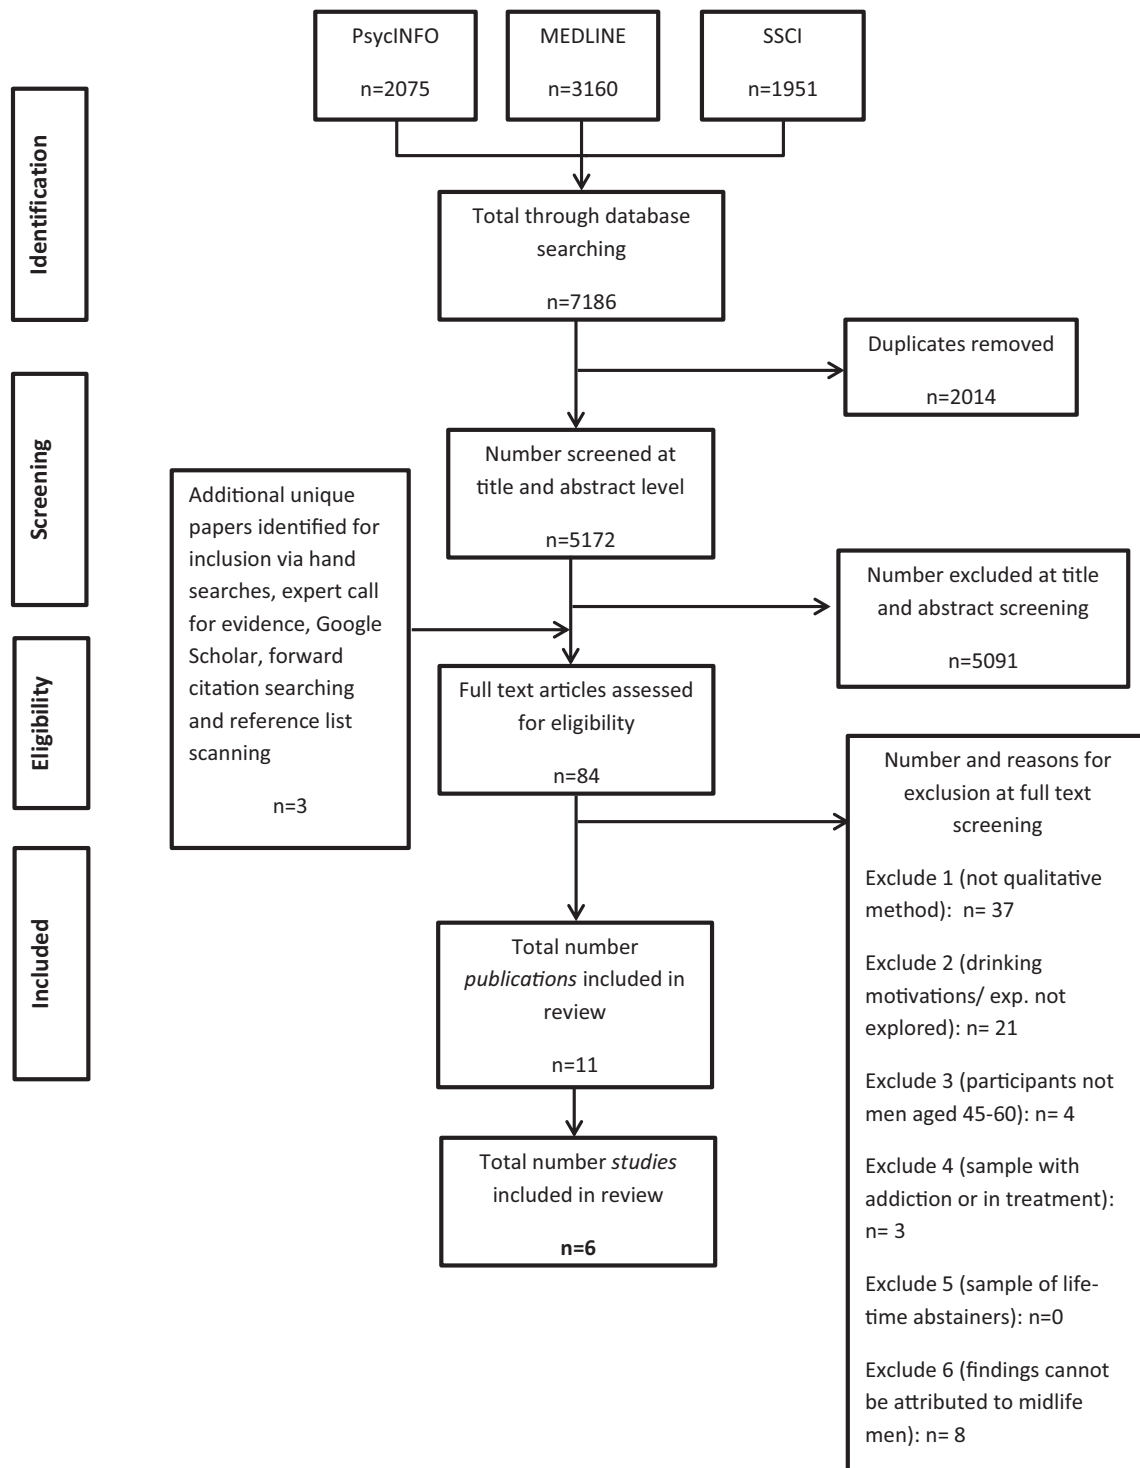 PsycINFO
n=2075
MEDLINE
n=3160
SSCI
n=1951
Identification
Total through database
searching
n=7186
Duplicates removed
n=2014
Screening
Number screened at
title and abstract level
n=5172
Additional unique
papers identified for
inclusion via hand
searches, expert call
for evidence, Google
Scholar, forward
citation searching
and reference list
scanning
n=3
Number excluded at title
and abstract screening
n=5091
Eligibility
Full text articles assessed
for eligibility
n=84
Number and reasons for
exclusion at full text
screening
Exclude 1 (not qualitative
method): n= 37
Exclude 2 (drinking
motivations/ exp. not
explored): n= 21
Exclude 3 (participants not
men aged 45-60): n= 4
Exclude 4 (sample with
addiction or in treatment):
n= 3
Exclude 5 (sample of life-
time abstainers): n=0
Exclude 6 (findings cannot
be attributed to midlife
men): n= 8
Included
Total number
publications included in
review
n=11
Total number studies
included in review
n=6